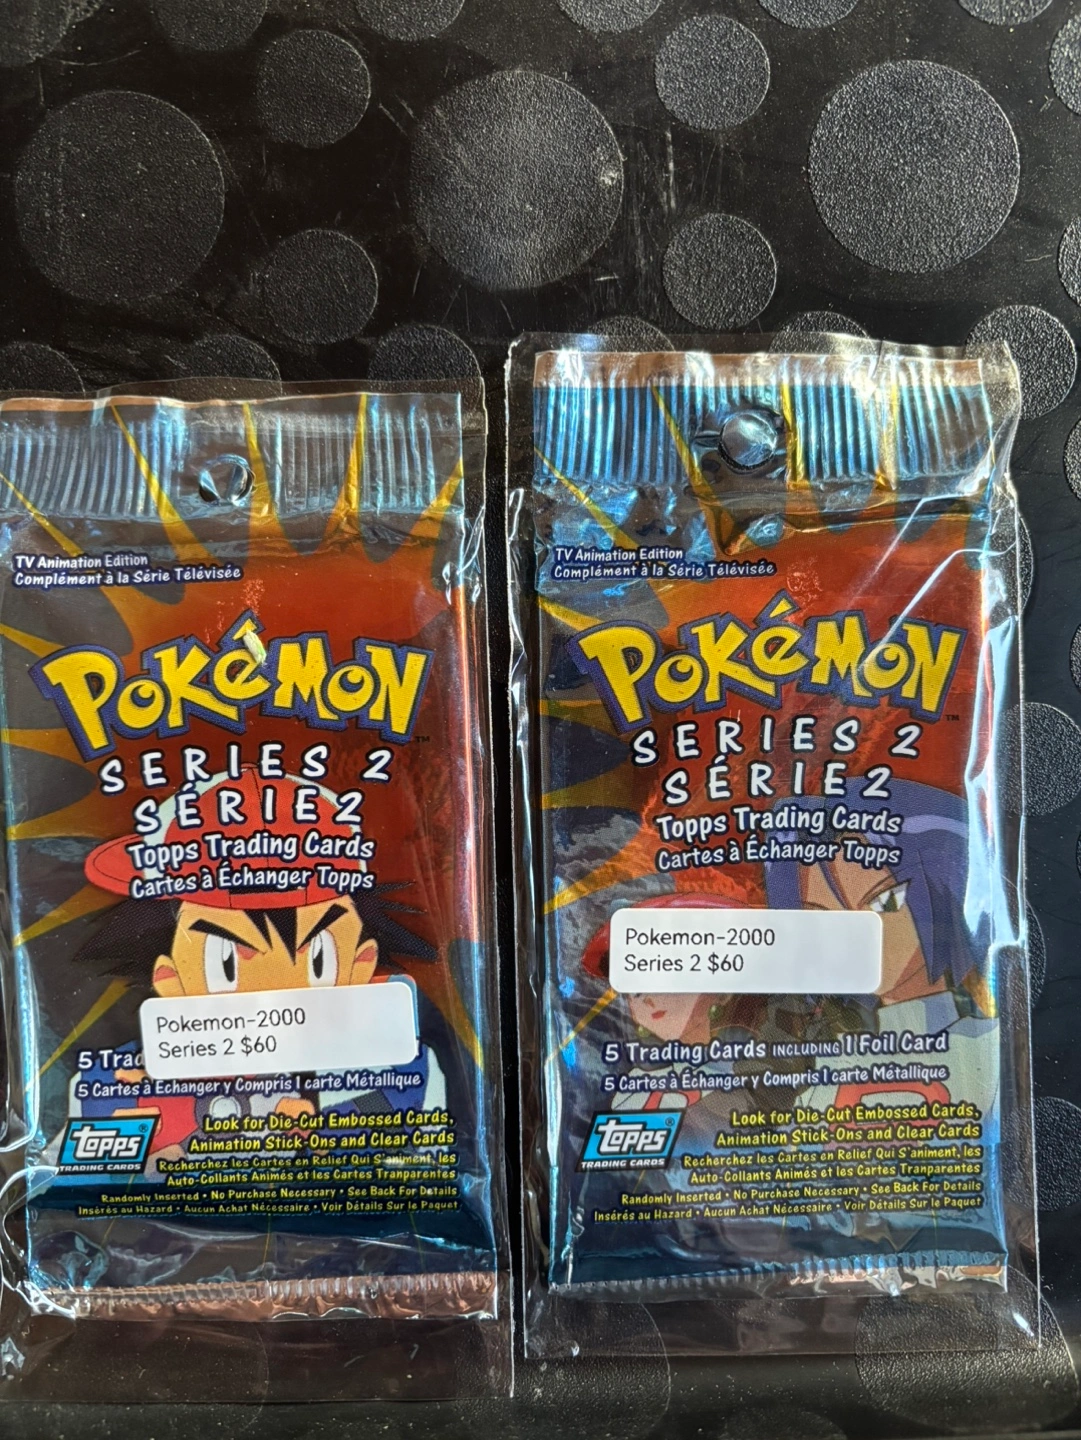 TV Animation Edition
Complément à la Série Télévisée
POKéMON™
SERIES 2
SÉRIE 2
Topps Trading Cards
Cartes à Échanger Topps
Pokemon-2000
Series 2 $60
5 Trad
5 Cartes à Échanger y Compris 1 carte Métallique
topps®
TRADING CARDS
Look for Die-Cut Embossed Cards,
Animation Stick-Ons and Clear Cards
Recherchez les Cartes en Relief Qui S'animent, les
Auto-Collants Animés et les Cartes Tranparentes
Randomly Inserted • No Purchase Necessary • See Back For Details
Insérés au Hazard • Aucun Achat Nécessaire • Voir Détails Sur le Paquet
TV Animation Edition
Complément à la Série Télévisée
POKéMON™
SERIES 2
SÉRIE 2
Topps Trading Cards
Cartes à Échanger Topps
Pokemon-2000
Series 2 $60
5 Trading Cards INCLUDING 1 Foil Card
5 Cartes à Échanger y Compris 1 carte Métallique
topps®
TRADING CARDS
Look for Die-Cut Embossed Cards,
Animation Stick-Ons and Clear Cards
Recherchez les Cartes en Relief Qui S'animent, les
Auto-Collants Animés et les Cartes Tranparentes
Randomly Inserted • No Purchase Necessary • See Back For Details
Insérés au Hazard • Aucun Achat Nécessaire • Voir Détails Sur le Paquet